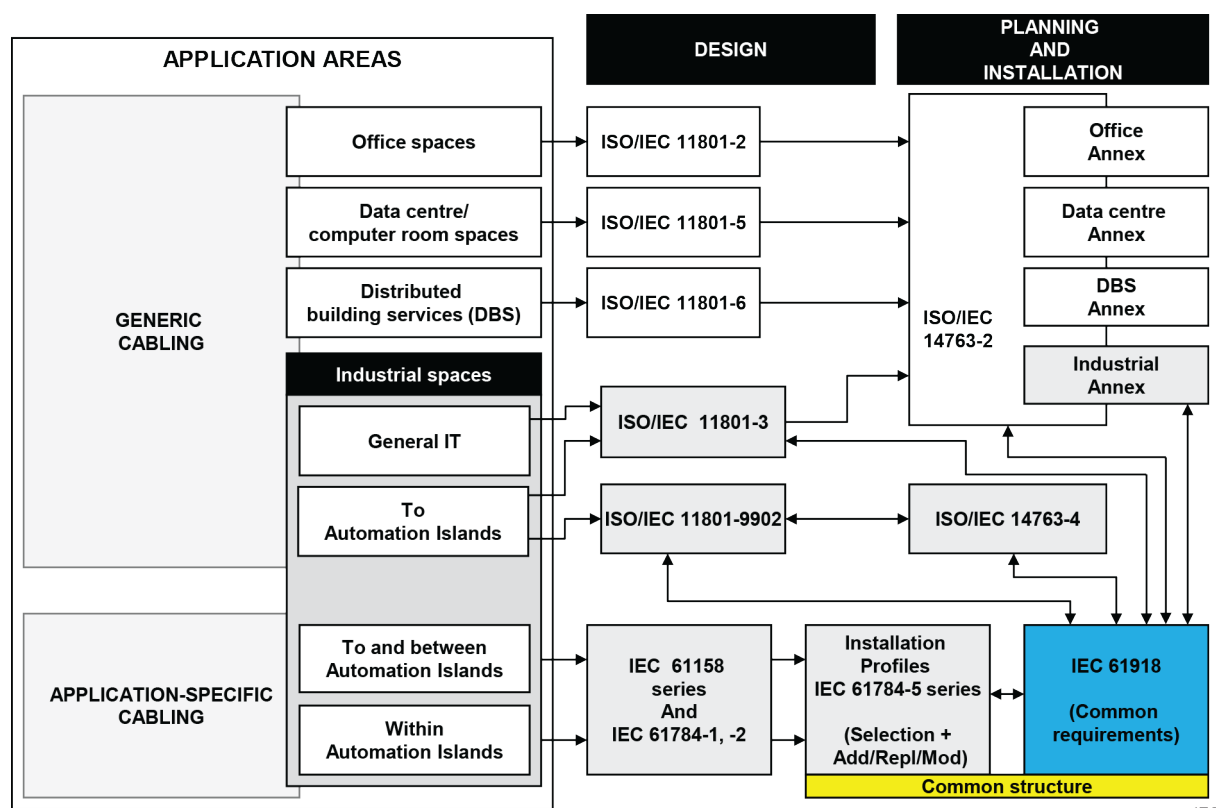 APPLICATION AREAS
DESIGN
PLANNING
AND
INSTALLATION
GENERIC
CABLING
Office spaces
ISO/IEC 11801-2
Office
Annex
Data centre/
computer room spaces
ISO/IEC 11801-5
Data centre
Annex
Distributed
building services (DBS)
ISO/IEC 11801-6
DBS
Annex
ISO/IEC
14763-2
Industrial spaces
Industrial
Annex
General IT
ISO/IEC 11801-3
To
Automation Islands
ISO/IEC 11801-9902
ISO/IEC 14763-4
APPLICATION-SPECIFIC
CABLING
To and between
Automation Islands
Within
Automation Islands
IEC 61158
series
And
IEC 61784-1, -2
Installation
Profiles
IEC 61784-5 series
(Selection +
Add/Repl/Mod)
IEC 61918
(Common
requirements)
Common structure